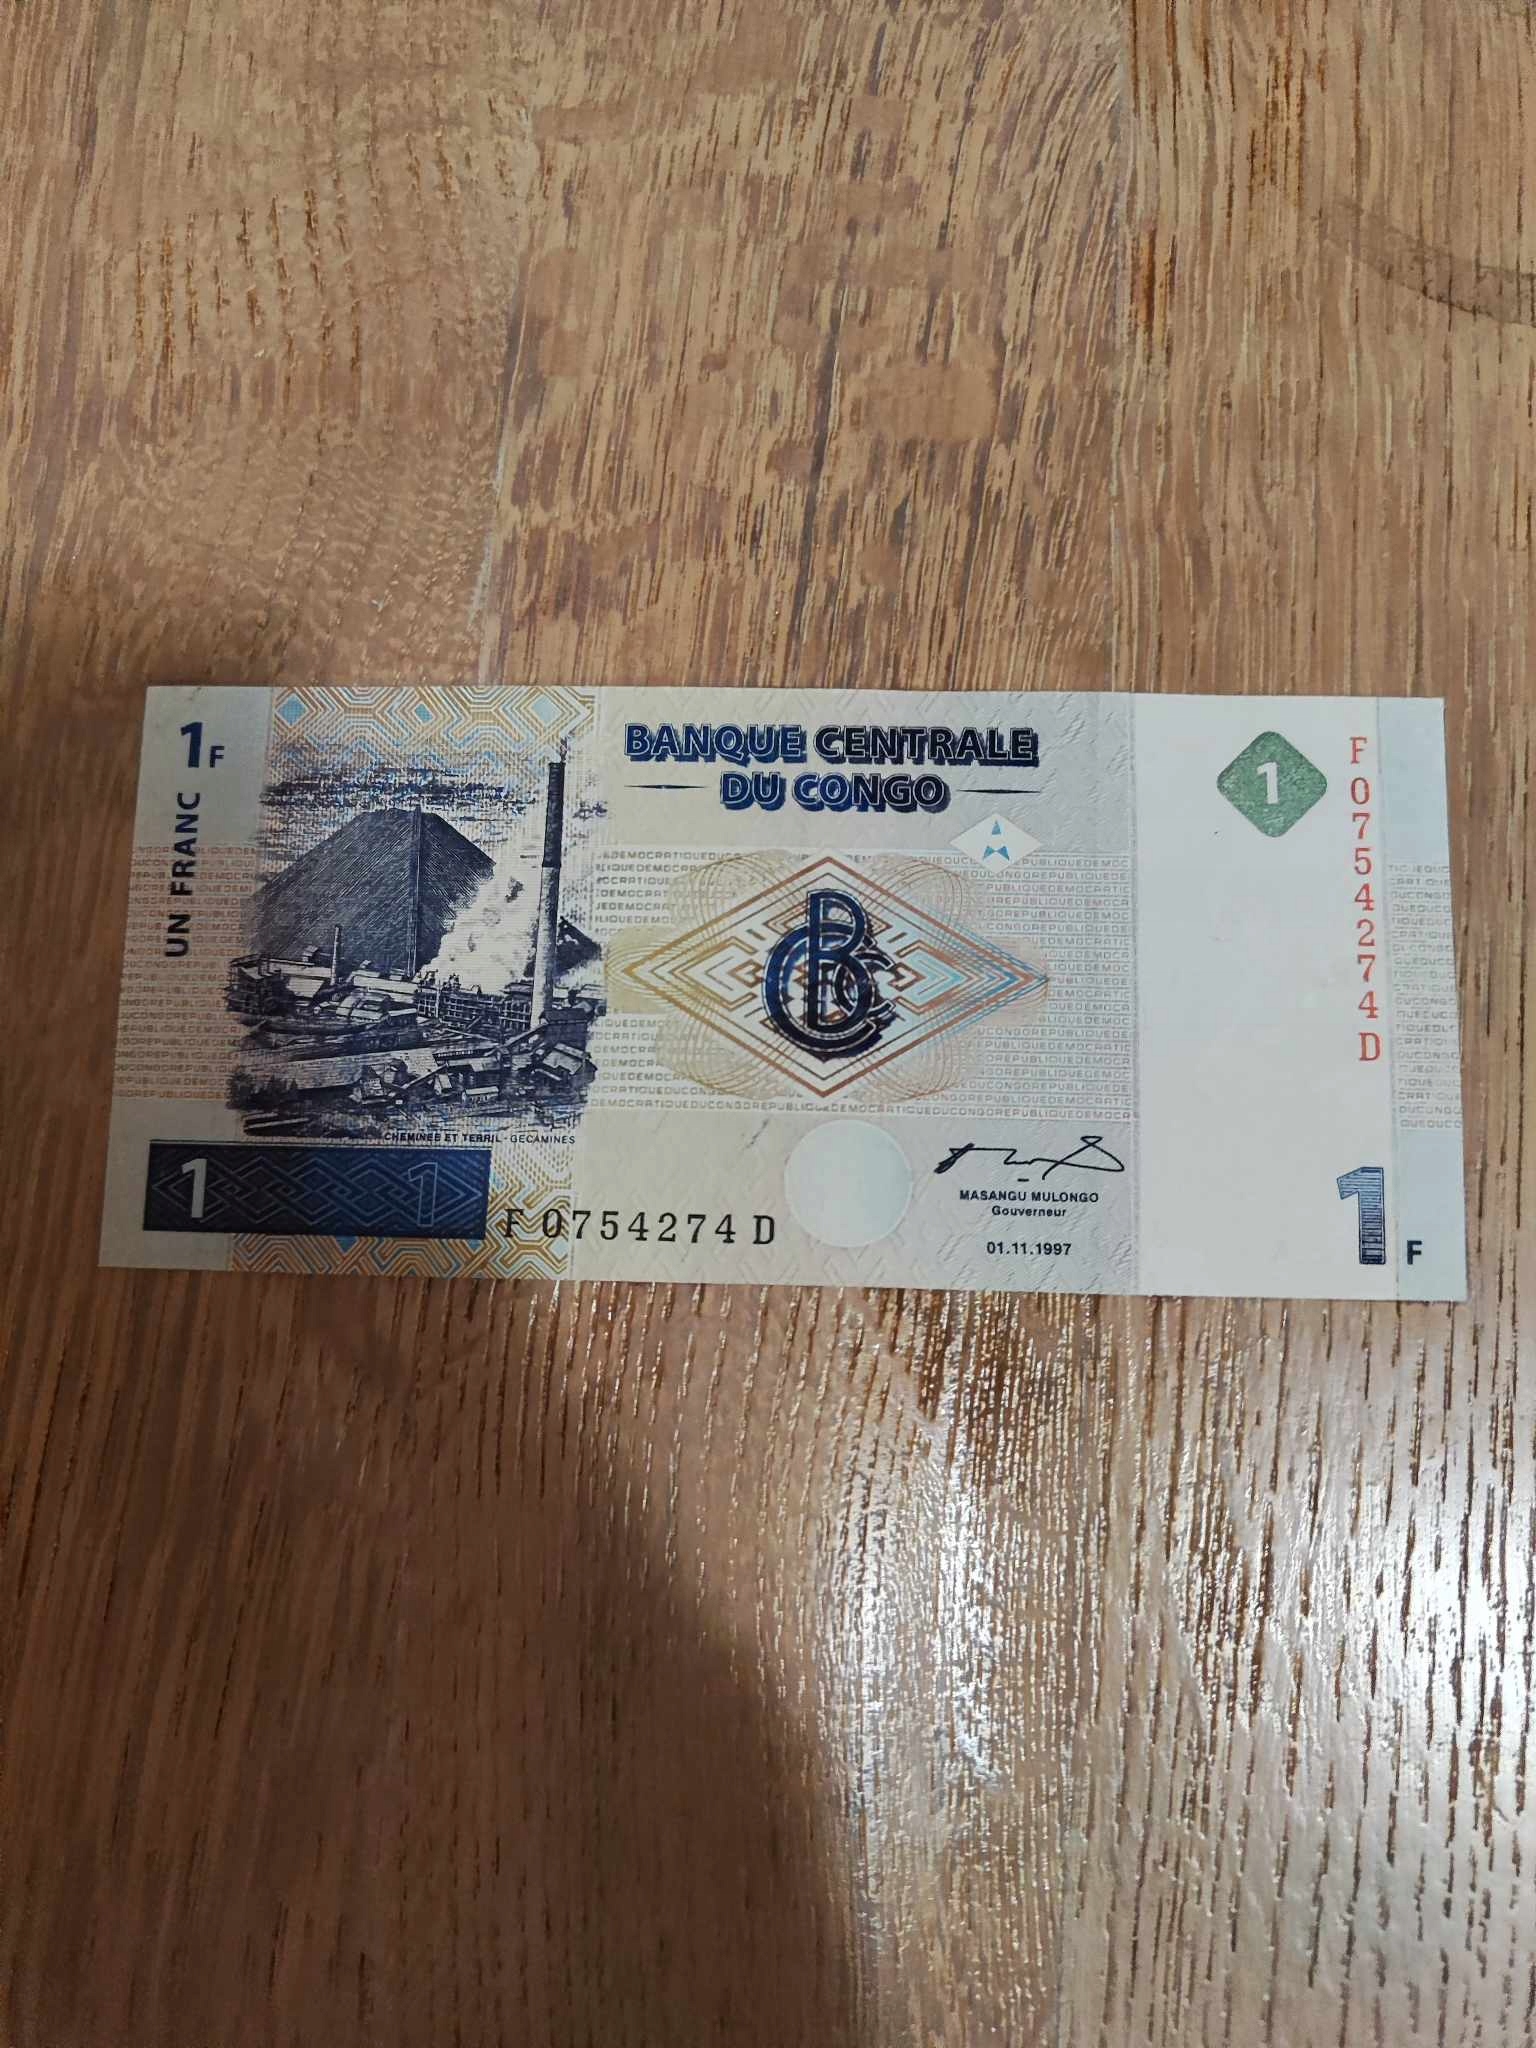 1F
UN FRANC
BANQUE CENTRALE
DU CONGO
1
F0754274D
BCC
CHEMINEE ET TERRIL - GECAMINES
1 1
F0754274D
MASANGU MULONGO
Gouverneur
01.11.1997
1F